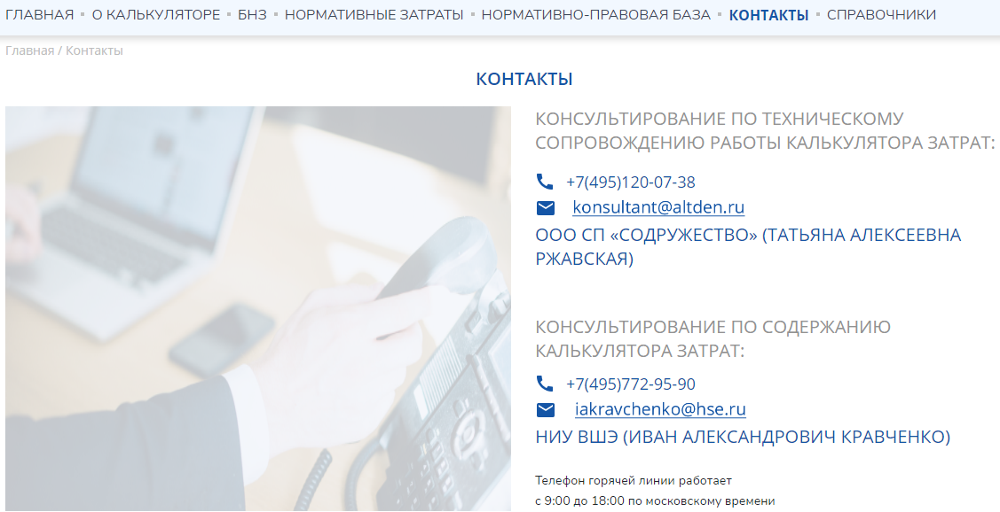 ГЛАВНАЯ ▪ О КАЛЬКУЛЯТОРЕ ▪ БНЗ ▪ НОРМАТИВНЫЕ ЗАТРАТЫ ▪ НОРМАТИВНО-ПРАВОВАЯ БАЗА ▪ КОНТАКТЫ ▪ СПРАВОЧНИКИ
Главная / Контакты
КОНТАКТЫ
КОНСУЛЬТИРОВАНИЕ ПО ТЕХНИЧЕСКОМУ
СОПРОВОЖДЕНИЮ РАБОТЫ КАЛЬКУЛЯТОРА ЗАТРАТ:
+7(495)120-07-38
konsultant@altden.ru
ООО СП «СОДРУЖЕСТВО» (ТАТЬЯНА АЛЕКСЕЕВНА
РЖАВСКАЯ)
КОНСУЛЬТИРОВАНИЕ ПО СОДЕРЖАНИЮ
КАЛЬКУЛЯТОРА ЗАТРАТ:
+7(495)772-95-90
iakravchenko@hse.ru
НИУ ВШЭ (ИВАН АЛЕКСАНДРОВИЧ КРАВЧЕНКО)
Телефон горячей линии работает
с 9:00 до 18:00 по московскому времени